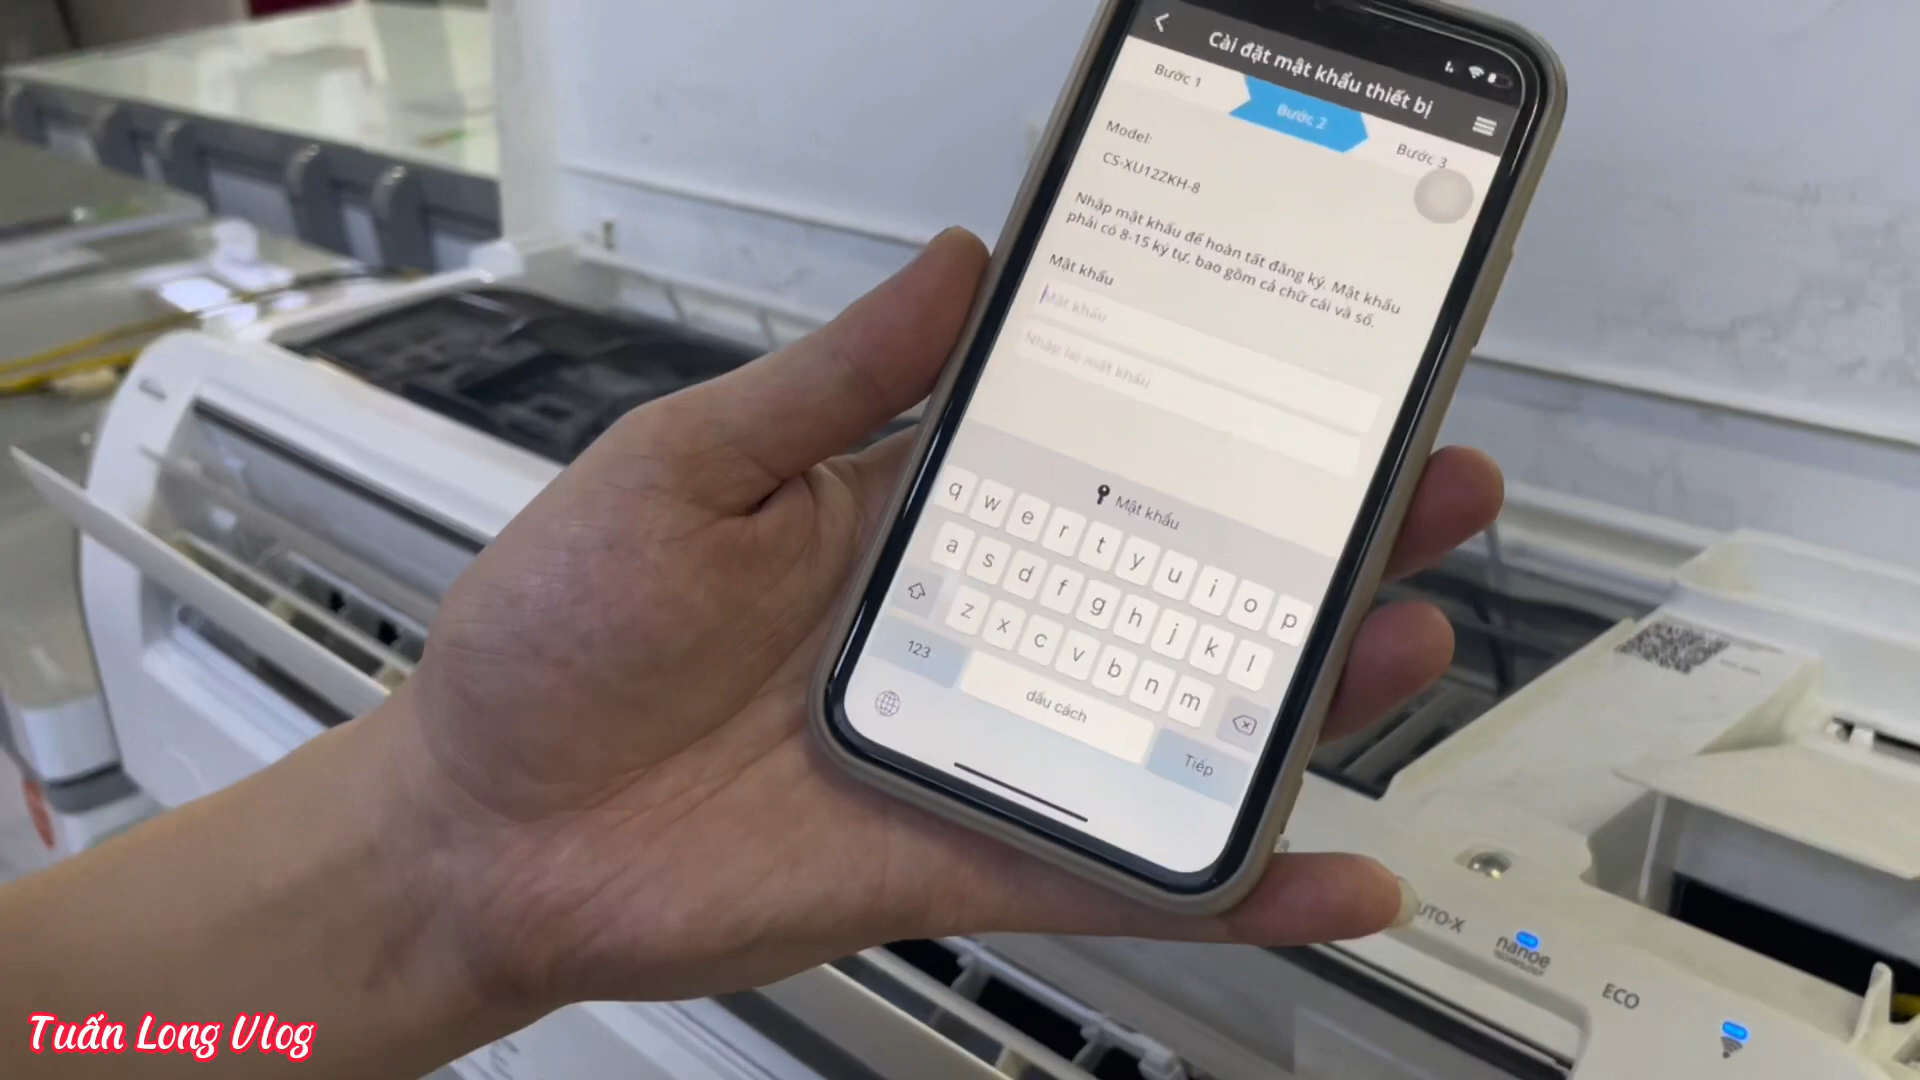 Cài đặt mật khẩu thiết bị
Bước 1
Bước 2
Bước 3
Model:
CS-XU12ZKH-8
Nhập mật khẩu để hoàn tất đăng ký. Mật khẩu
phải có 8-15 ký tự, bao gồm cả chữ cái và số.
Mật khẩu
Mật khẩu
Nhập lại mật khẩu
Mật khẩu
q w e r t y u i o p
a s d f g h j k l
z x c v b n m
123
dấu cách
Tiếp
UTO-X
nanoe
TECHNOLOGY
ECO
Tuấn Long Vlog